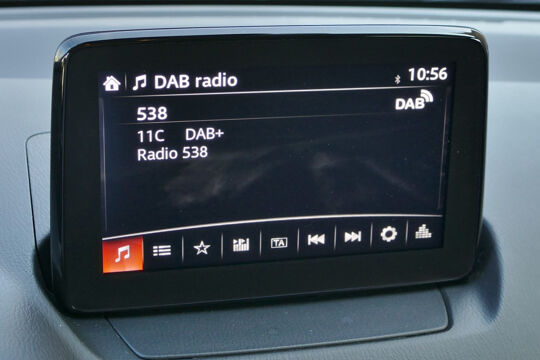 DAB radio 10:56
538 DAB
11C DAB+
Radio 538
TA